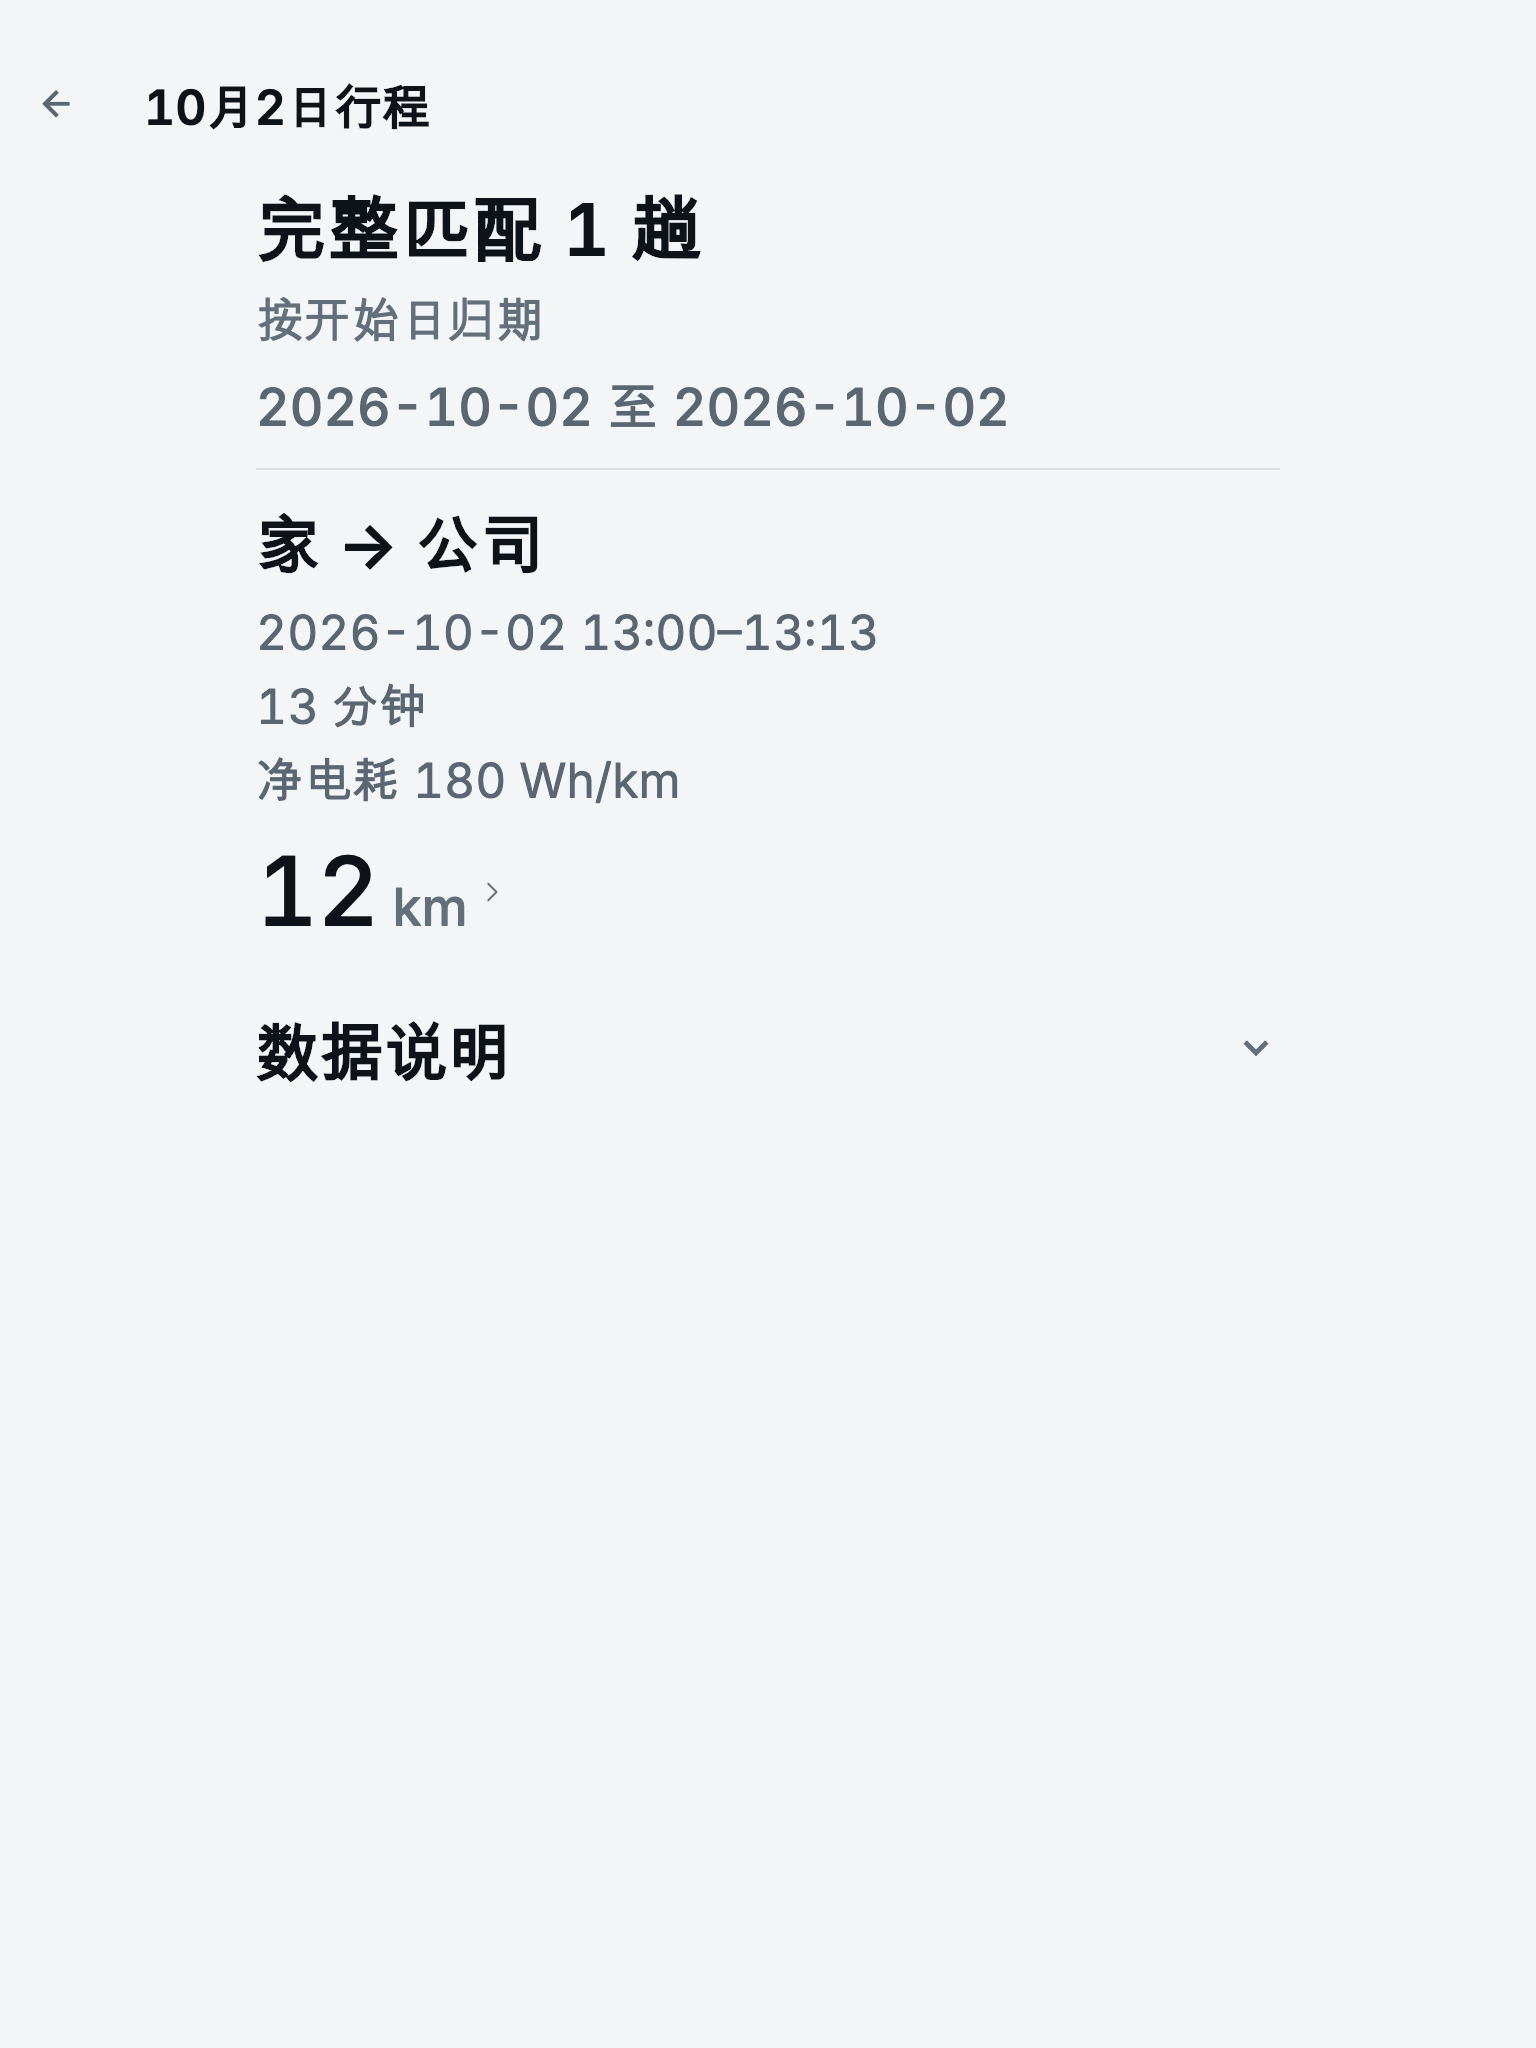 10月2日行程
完整匹配 1 趟
按开始日归期
2026-10-02 至 2026-10-02
家 → 公司
2026-10-02 13:00–13:13
13 分钟
净电耗 180 Wh/km
12 km
数据说明